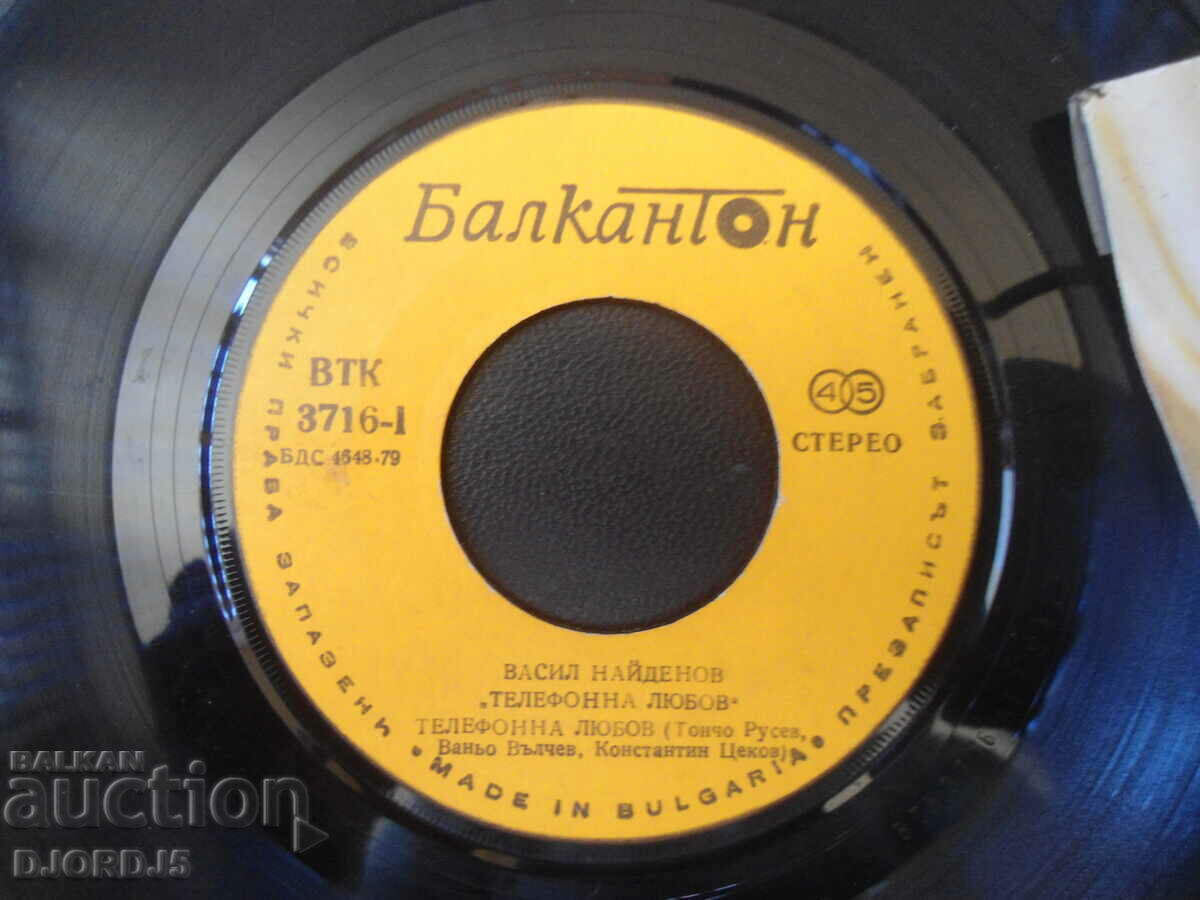 Балкантон
ВТК
3716-1
БДС 4648-79
45
СТЕРЕО
ВАСИЛ НАЙДЕНОВ
„ТЕЛЕФОННА ЛЮБОВ“
ТЕЛЕФОННА ЛЮБОВ (Тончо Русев,
Ваньо Вълчев, Константин Цеков)
ВСИЧКИ ПРАВА ЗАПАЗЕНИ • MADE IN BULGARIA • ПРЕЗАПИСЪТ ЗАБРАНЕН
BALKAN
auction
DJORDJ5